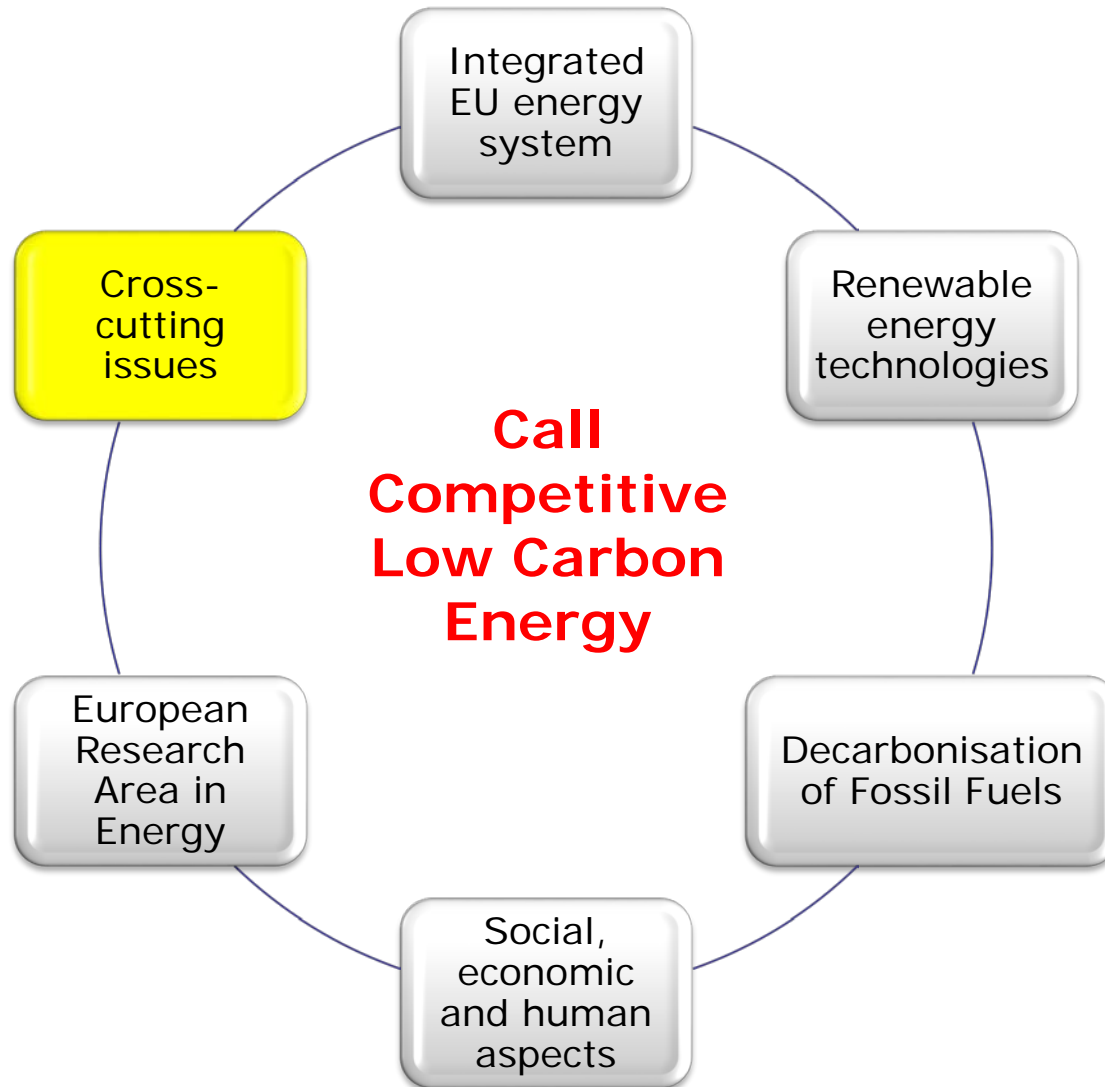 Integrated
EU energy
system
Renewable
energy
technologies
Decarbonisation
of Fossil Fuels
Social,
economic
and human
aspects
European
Research
Area in
Energy
Cross-
cutting
issues
Call
Competitive
Low Carbon
Energy